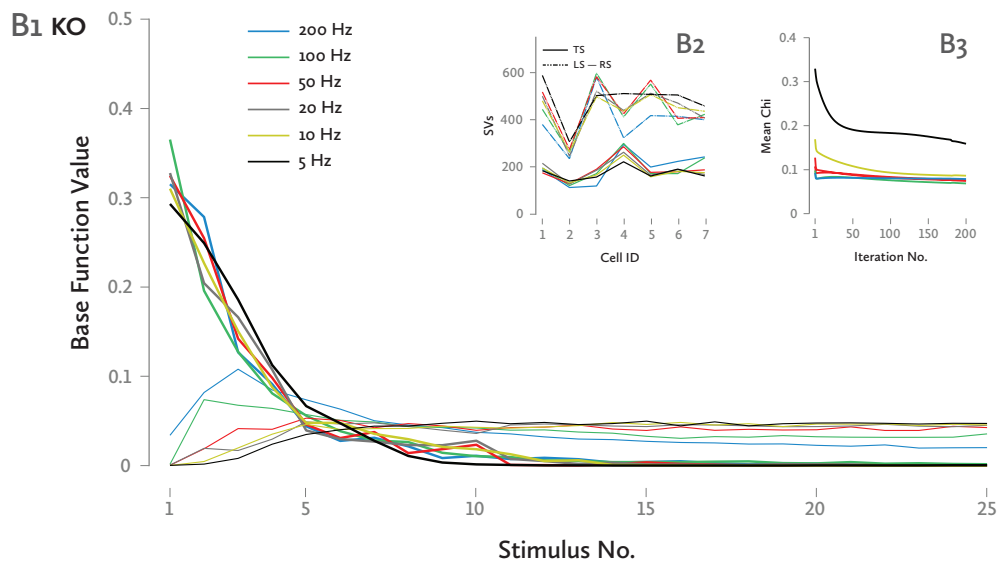 B1 KO
200 Hz
100 Hz
50 Hz
20 Hz
10 Hz
5 Hz
Base Function Value
0.5
0.4
0.3
0.2
0.1
0
1
5
10
15
20
25
Stimulus No.
B2
TS
LS — RS
SVs
600
400
200
0
1
2
3
4
5
6
7
Cell ID
B3
Mean Chi
0.4
0.3
0.2
0.1
0
1
50
100
150
200
Iteration No.